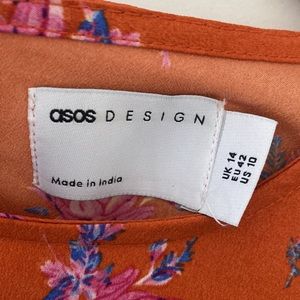 asos DESIGN
Made in India
UK 14
EU 42
US 10